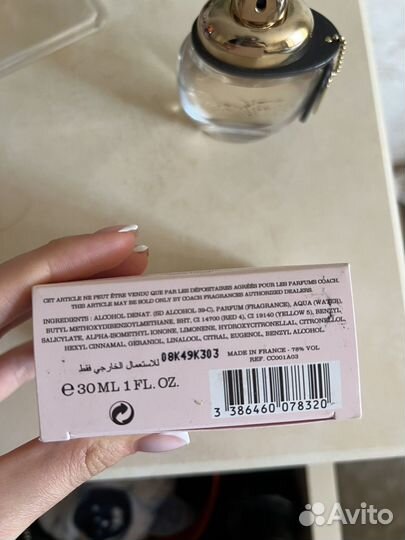 CET ARTICLE NE PEUT ÊTRE VENDU QUE PAR LES DÉPOSITAIRES AGRÉÉS POUR LES PARFUMS COACH.
THIS ARTICLE MAY BE SOLD ONLY BY COACH FRAGRANCES AUTHORIZED DEALERS.
INGREDIENTS : ALCOHOL DENAT. (SD ALCOHOL 39-C), PARFUM (FRAGRANCE), AQUA (WATER),
BUTYL METHOXYDIBENZOYLMETHANE, BHT, CI 14700 (RED 4), CI 19140 (YELLOW 5), BENZYL
SALICYLATE, ALPHA-ISOMETHYL IONONE, LIMONENE, HYDROXYCITRONELLAL, CITRONELLOL,
HEXYL CINNAMAL, GERANIOL, LINALOOL, CITRAL, EUGENOL, BENZYL ALCOHOL
للاستعمال الخارجي فقط 08K49K303 MADE IN FRANCE - 78% VOL
REF. CC001A03
℮ 30 ML 1 FL. OZ.
3 386460 078320
Avito